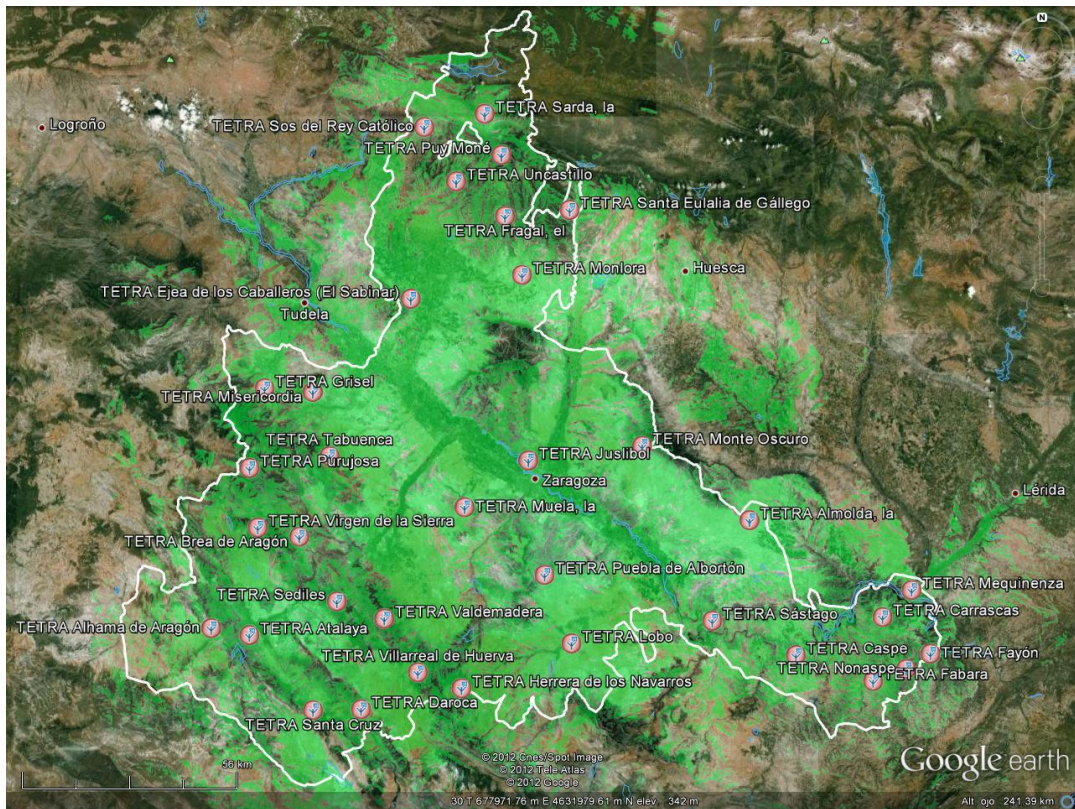 N
TETRA Sarda, la
Logroño
TETRA Sos del Rey Católico
TETRA Puy Moné
TETRA Uncastillo
TETRA Santa Eulalia de Gállego
TETRA Fragal, el
TETRA Monlora
Huesca
TETRA Ejea de los Caballeros (El Sabinar)
Tudela
TETRA Grisel
TETRA Misericordia
TETRA Tabuenca
TETRA Monte Oscuro
TETRA Purujosa
TETRA Juslibol
Zaragoza
Lérida
TETRA Muela, la
TETRA Almolda, la
TETRA Virgen de la Sierra
TETRA Brea de Aragón
TETRA Puebla de Albortón
TETRA Mequinenza
TETRA Sediles
TETRA Valdemadera
TETRA Sástago
TETRA Carrascas
TETRA Alhama de Aragón
TETRA Atalaya
TETRA Lobo
TETRA Caspe
TETRA Fayón
TETRA Villarreal de Huerva
TETRA Nonaspe
TETRA Fabara
TETRA Herrera de los Navarros
TETRA Daroca
TETRA Santa Cruz
© 2012 Cnes/Spot Image
© 2012 Tele Atlas
© 2012 Google
Google earth
56 km
30 T 677971.76 m E 4631979.61 m N elev. 342 m
Alt. ojo 241.39 km